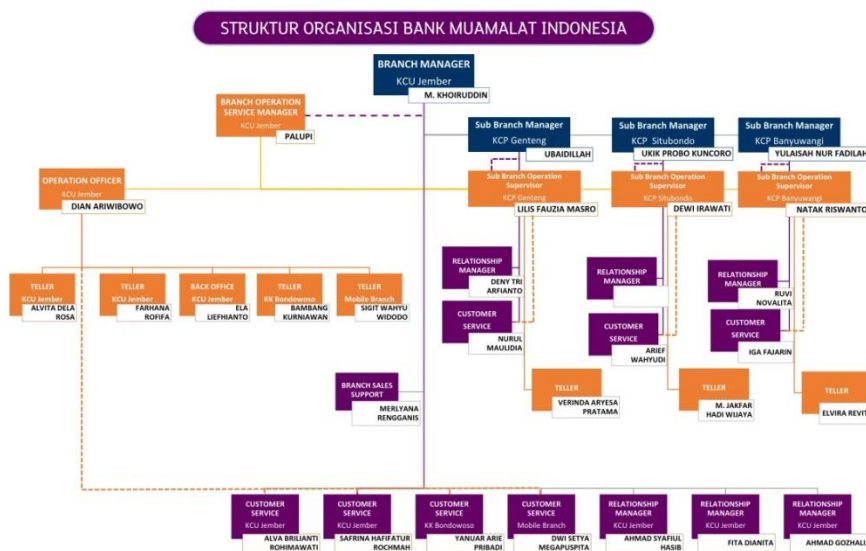 STRUKTUR ORGANISASI BANK MUAMALAT INDONESIA
BRANCH MANAGER
KCU Jember
M. KHOIRUDDIN
BRANCH OPERATION
SERVICE MANAGER
KCU Jember
PALUPI
Sub Branch Manager
KCP Genteng
UBAIDILLAH
Sub Branch Manager
KCP Situbondo
UKIK PROBO KUNCORO
Sub Branch Manager
KCP Banyuwangi
YULAISAH NUR FADILAH
OPERATION OFFICER
KCU Jember
DIAN ARIWIBOWO
Sub Branch Operation
Supervisor
KCP Genteng
LILIS FAUZIA MASRO
Sub Branch Operation
Supervisor
KCP Situbondo
DEWI IRAWATI
Sub Branch Operation
Supervisor
KCP Banyuwangi
NATAK RISWANTO
TELLER
KCU Jember
ALVITA DELA
ROSA
TELLER
KCU Jember
FARHANA
ROFIFA
BACK OFFICE
KCU Jember
ELA
LIEFHIANTO
TELLER
KK Bondowoso
BAMBANG
KURNIAWAN
TELLER
Mobile Branch
SIGIT WAHYU
WIDODO
RELATIONSHIP
MANAGER
DENY TRI
ARFIANTO
RELATIONSHIP
MANAGER
RELATIONSHIP
MANAGER
RUVI
NOVALITA
CUSTOMER
SERVICE
NURUL
MAULIDIA
CUSTOMER
SERVICE
ARIEF
WAHYUDI
CUSTOMER
SERVICE
IGA FAJARIN
BRANCH SALES
SUPPORT
MERLYANA
RENGGANIS
TELLER
VERINDA ARYESA
PRATAMA
TELLER
M. JAKFAR
HADI WIJAYA
TELLER
ELVIRA REVIT
CUSTOMER
SERVICE
KCU Jember
ALVA BRILIANTI
ROHIMAWATI
CUSTOMER
SERVICE
KCU Jember
SAFRINA HAFIFATUR
ROCHMAH
CUSTOMER
SERVICE
KK Bondowoso
YANUAR ARIE
PRIBADI
CUSTOMER
SERVICE
Mobile Branch
DWI SETYA
MEGAPUSPITA
RELATIONSHIP
MANAGER
KCU Jember
AHMAD SYAFIUL
HASIB
RELATIONSHIP
MANAGER
KCU Jember
FITA DIANITA
RELATIONSHIP
MANAGER
KCU Jember
AHMAD GOZHALI